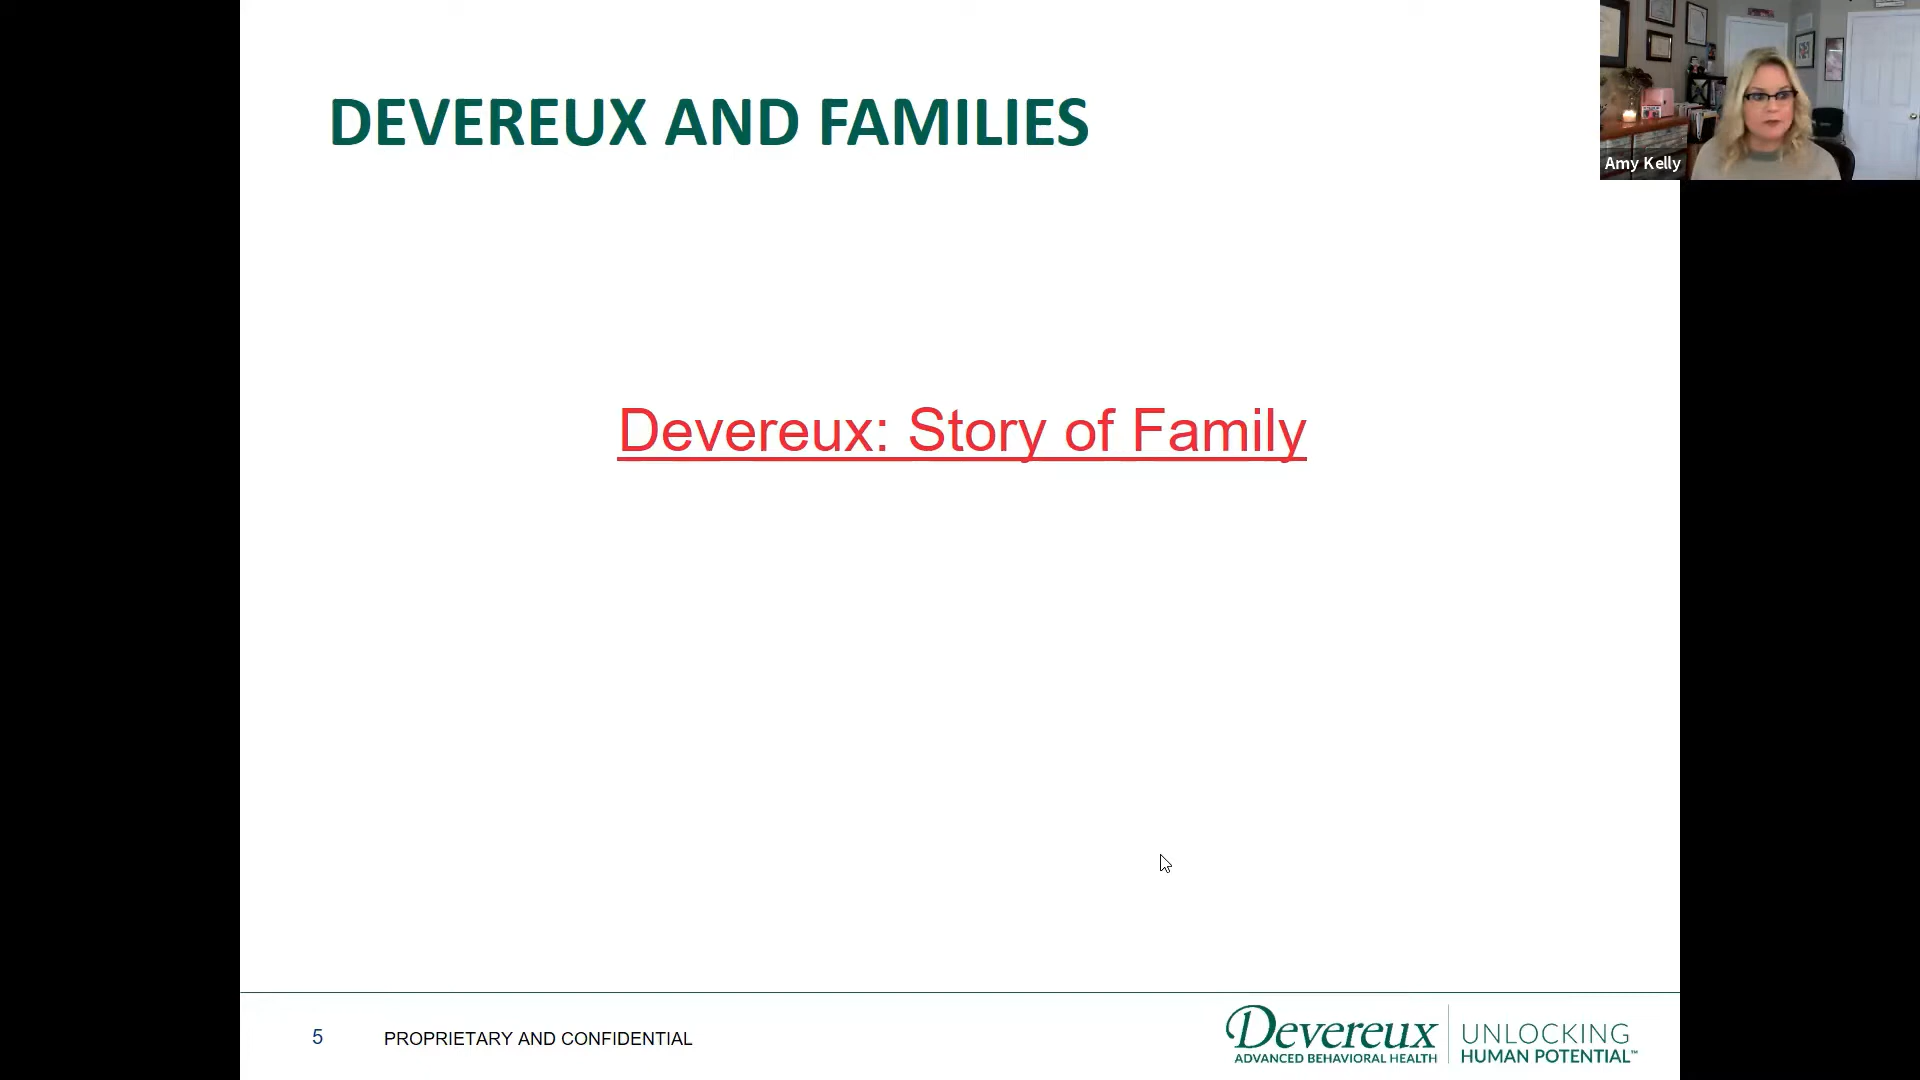 DEVEREUX AND FAMILIES
Amy Kelly
Devereux: Story of Family
5
PROPRIETARY AND CONFIDENTIAL
Devereux
ADVANCED BEHAVIORAL HEALTH
UNLOCKING
HUMAN POTENTIAL™